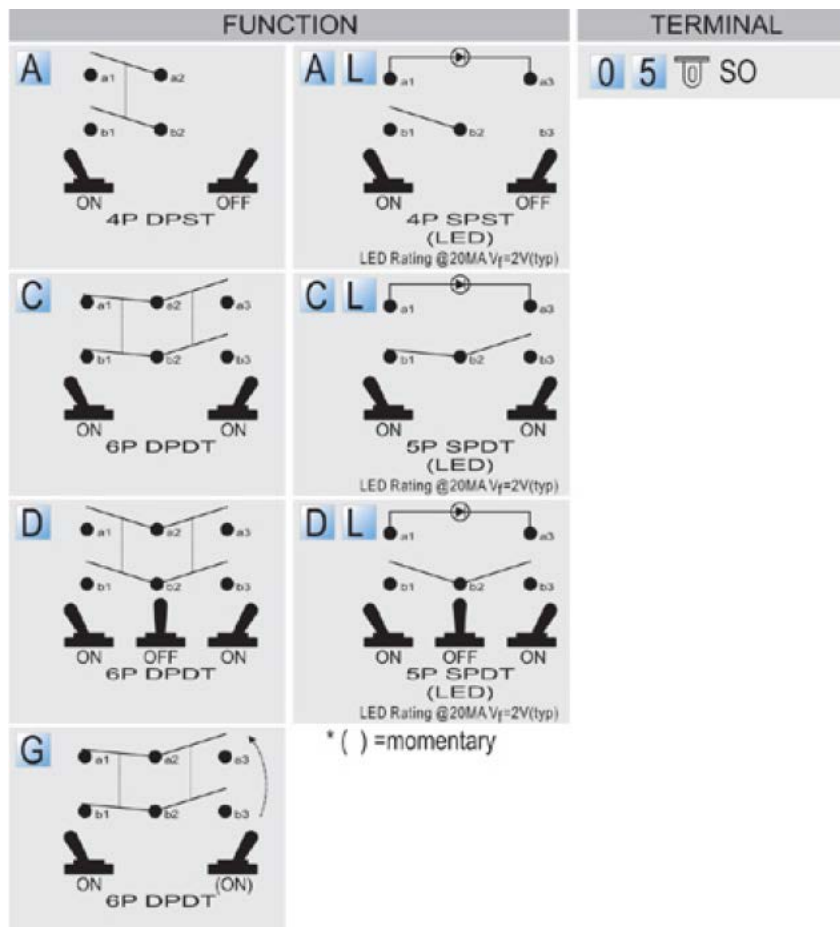 FUNCTION
TERMINAL
A
a1 a2
b1 b2
ON OFF
4P DPST
A L
a1 a3
b1 b2 b3
ON OFF
4P SPST
(LED)
LED Rating @20MA Vf=2V(typ)
0 5 SO
C
a1 a2 a3
b1 b2 b3
ON ON
6P DPDT
C L
a1 a3
b1 b2 b3
ON ON
5P SPDT
(LED)
LED Rating @20MA Vf=2V(typ)
D
a1 a2 a3
b1 b2 b3
ON OFF ON
6P DPDT
D L
a1 a3
b1 b2 b3
ON OFF ON
5P SPDT
(LED)
LED Rating @20MA Vf=2V(typ)
G
a1 a2 a3
b1 b2 b3
ON (ON)
6P DPDT
* ( ) =momentary